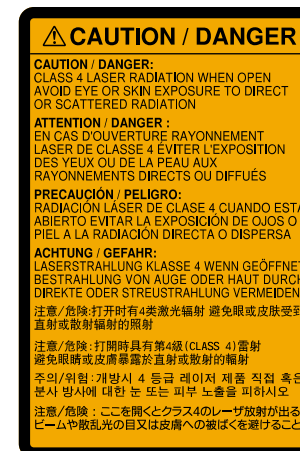 ⚠ CAUTION / DANGER
CAUTION / DANGER:
CLASS 4 LASER RADIATION WHEN OPEN
AVOID EYE OR SKIN EXPOSURE TO DIRECT
OR SCATTERED RADIATION
ATTENTION / DANGER :
EN CAS D'OUVERTURE RAYONNEMENT
LASER DE CLASSE 4 ÉVITER L'EXPOSITION
DES YEUX OU DE LA PEAU AUX
RAYONNEMENTS DIRECTS OU DIFFUÉS
PRECAUCIÓN / PELIGRO:
RADIACIÓN LÁSER DE CLASE 4 CUANDO ESTÁ
ABIERTO EVITAR LA EXPOSICIÓN DE OJOS O
PIEL A LA RADIACIÓN DIRECTA O DISPERSA
ACHTUNG / GEFAHR:
LASERSTRAHLUNG KLASSE 4 WENN GEÖFFNET
BESTRAHLUNG VON AUGE ODER HAUT DURCH
DIREKTE ODER STREUSTRAHLUNG VERMEIDEN
注意/危险:打开时有4类激光辐射 避免眼或皮肤受到
直射或散射辐射的照射
注意/危險:打開時具有第4級(CLASS 4)雷射
避免眼睛或皮膚暴露於直射或散射的輻射
주의/위험:개방시 4 등급 레이저 제품 직접 혹은
분사 방사에 대한 눈 또는 피부 노출을 피하시오
注意/危険：ここを開くとクラス4のレーザ放射が出る
ビームや散乱光の目又は皮膚への被ばくを避けること